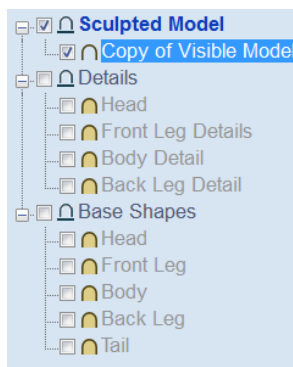 Sculpted Model
Copy of Visible Model
Details
Head
Front Leg Details
Body Detail
Back Leg Detail
Base Shapes
Head
Front Leg
Body
Back Leg
Tail